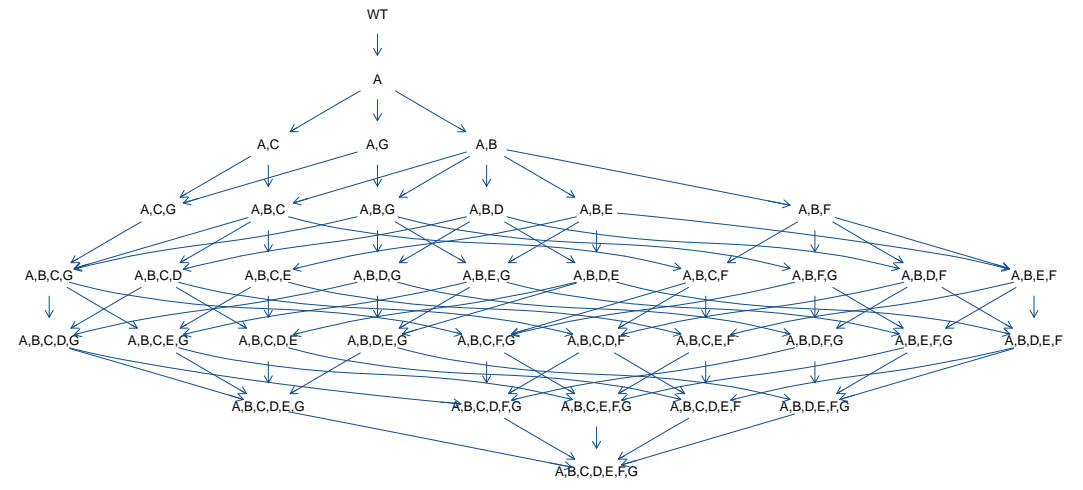 WT
A
A,C A,G A,B
A,C,G A,B,C A,B,G A,B,D A,B,E A,B,F
A,B,C,G A,B,C,D A,B,C,E A,B,D,G A,B,E,G A,B,D,E A,B,C,F A,B,F,G A,B,D,F A,B,E,F
A,B,C,D,G A,B,C,E,G A,B,C,D,E A,B,D,E,G A,B,C,F,G A,B,C,D,F A,B,C,E,F A,B,D,F,G A,B,E,F,G A,B,D,E,F
A,B,C,D,E,G A,B,C,D,F,G A,B,C,E,F,G A,B,C,D,E,F A,B,D,E,F,G
A,B,C,D,E,F,G